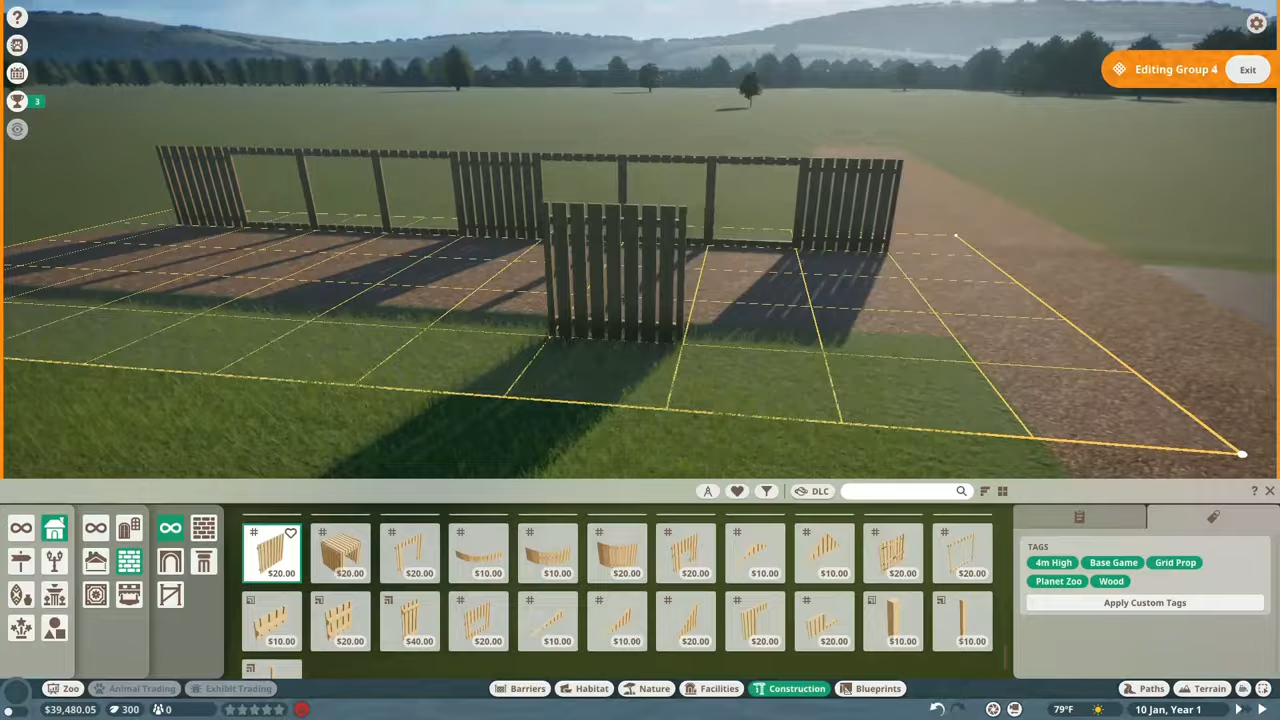 ?
Editing Group 4
Exit
3
DLC
?
$20.00
$20.00
$20.00
$10.00
$10.00
$20.00
$20.00
$10.00
$10.00
$20.00
$20.00
$10.00
$20.00
$40.00
$20.00
$10.00
$10.00
$20.00
$20.00
$20.00
$10.00
$10.00
TAGS
4m High
Base Game
Grid Prop
Planet Zoo
Wood
Apply Custom Tags
Zoo
Animal Trading
Exhibit Trading
Barriers
Habitat
Nature
Facilities
Construction
Blueprints
Paths
Terrain
$39,480.05
300
0
79°F
10 Jan, Year 1